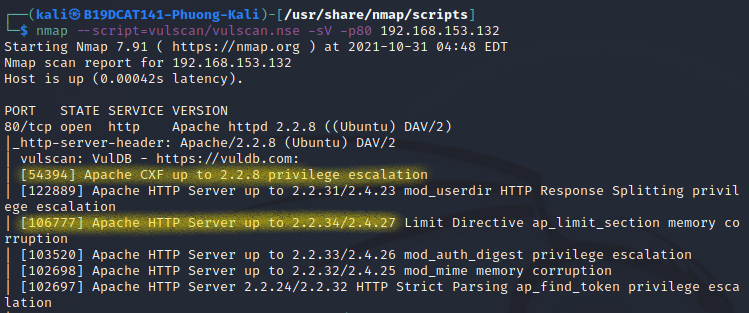 ┌──(kali㉿B19DCAT141-Phuong-Kali)-[/usr/share/nmap/scripts]
└─$ nmap --script=vulscan/vulscan.nse -sV -p80 192.168.153.132
Starting Nmap 7.91 ( https://nmap.org ) at 2021-10-31 04:48 EDT
Nmap scan report for 192.168.153.132
Host is up (0.00042s latency).

PORT   STATE SERVICE VERSION
80/tcp open  http    Apache httpd 2.2.8 ((Ubuntu) DAV/2)
|_http-server-header: Apache/2.2.8 (Ubuntu) DAV/2
| vulscan: VulDB - https://vuldb.com:
| [54394] Apache CXF up to 2.2.8 privilege escalation
| [122889] Apache HTTP Server up to 2.2.31/2.4.23 mod_userdir HTTP Response Splitting privil
ege escalation
| [106777] Apache HTTP Server up to 2.2.34/2.4.27 Limit Directive ap_limit_section memory co
rruption
| [103520] Apache HTTP Server up to 2.2.33/2.4.26 mod_auth_digest privilege escalation
| [102698] Apache HTTP Server up to 2.2.32/2.4.25 mod_mime memory corruption
| [102697] Apache HTTP Server 2.2.24/2.2.32 HTTP Strict Parsing ap_find_token privilege esca
lation